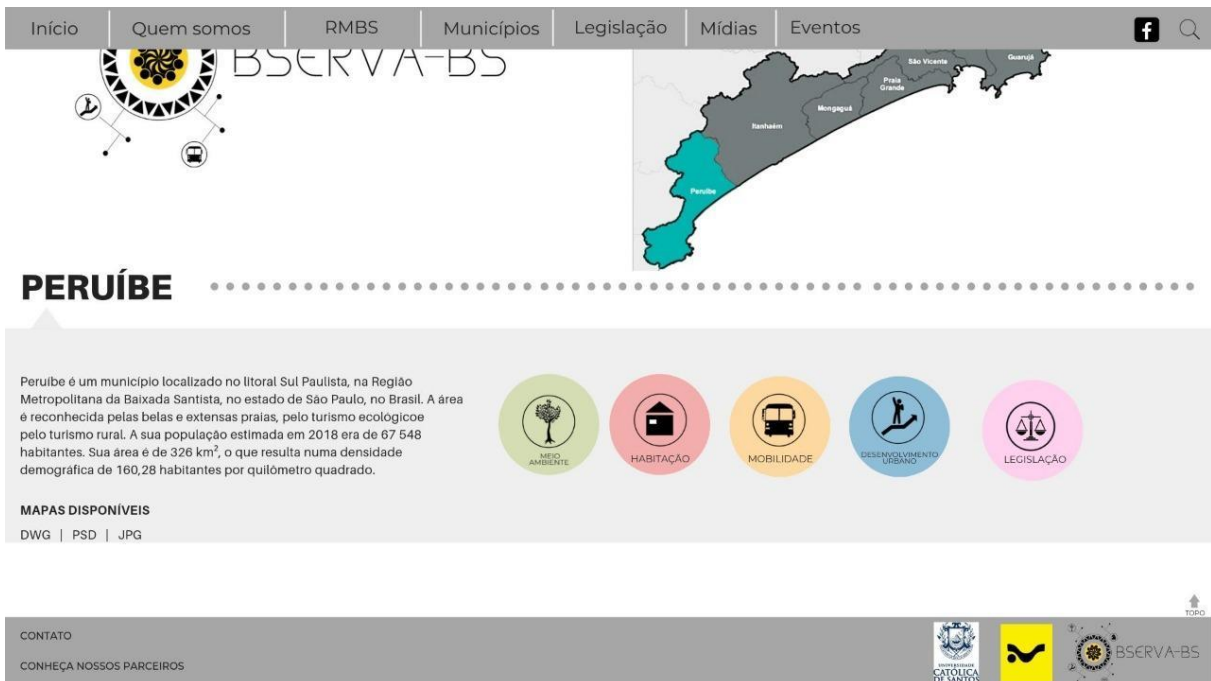 Início Quem somos RMBS Municípios Legislação Mídias Eventos
BSERVA-BS
São Vicente
Guarujá
Praia
Grande
Mongaguá
Itanhaém
Peruíbe
PERUÍBE
Peruíbe é um município localizado no litoral Sul Paulista, na Região
Metropolitana da Baixada Santista, no estado de São Paulo, no Brasil. A área
é reconhecida pelas belas e extensas praias, pelo turismo ecológicoe
pelo turismo rural. A sua população estimada em 2018 era de 67 548
habitantes. Sua área é de 326 km², o que resulta numa densidade
demográfica de 160,28 habitantes por quilômetro quadrado.
MAPAS DISPONÍVEIS
DWG | PSD | JPG
MEIO
AMBIENTE
HABITAÇÃO
MOBILIDADE
DESENVOLVIMENTO
URBANO
LEGISLAÇÃO
TOPO
CONTATO
CONHEÇA NOSSOS PARCEIROS
UNIVERSIDADE
CATÓLICA
DE SANTOS
BSERVA-BS